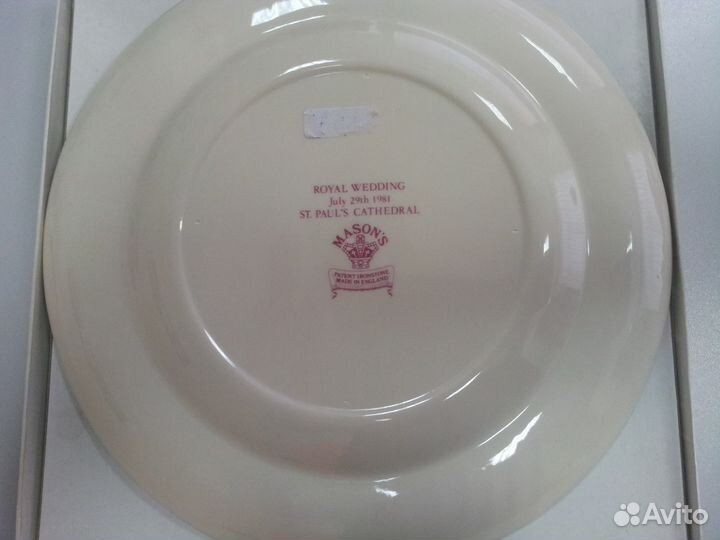 ROYAL WEDDING
July 29th 1981
ST. PAUL'S CATHEDRAL
MASON'S
PATENT IRONSTONE
MADE IN ENGLAND
Avito